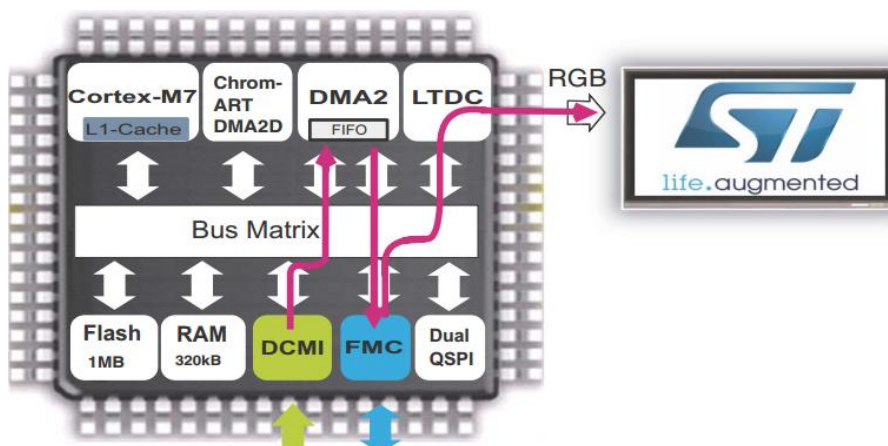 Cortex-M7
L1-Cache
Chrom-
ART
DMA2D
DMA2
FIFO
LTDC
RGB
ST
life.augmented
Bus Matrix
Flash
1MB
RAM
320kB
DCMI
FMC
Dual
QSPI